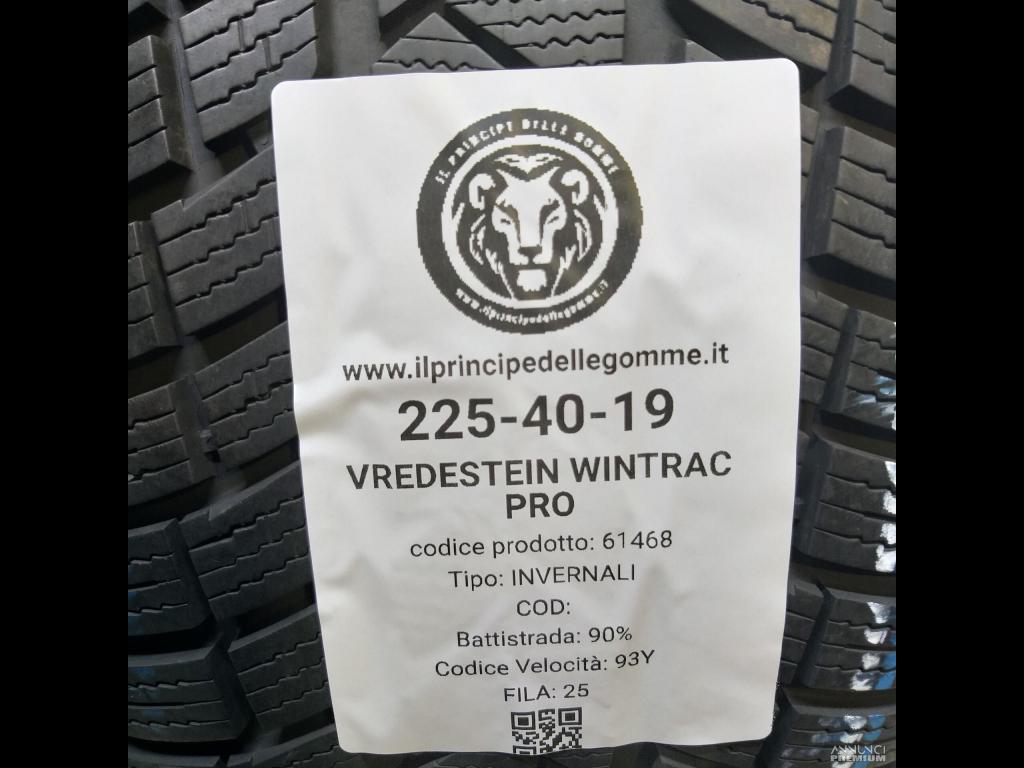 IL PRINCIPE DELLE GOMME
www.ilprincipedellegomme.it
www.ilprincipedellegomme.it
225-40-19
VREDESTEIN WINTRAC
PRO
codice prodotto: 61468
Tipo: INVERNALI
COD:
Battistrada: 90%
Codice Velocità: 93Y
FILA: 25
ANNUNCI
PREMIUM